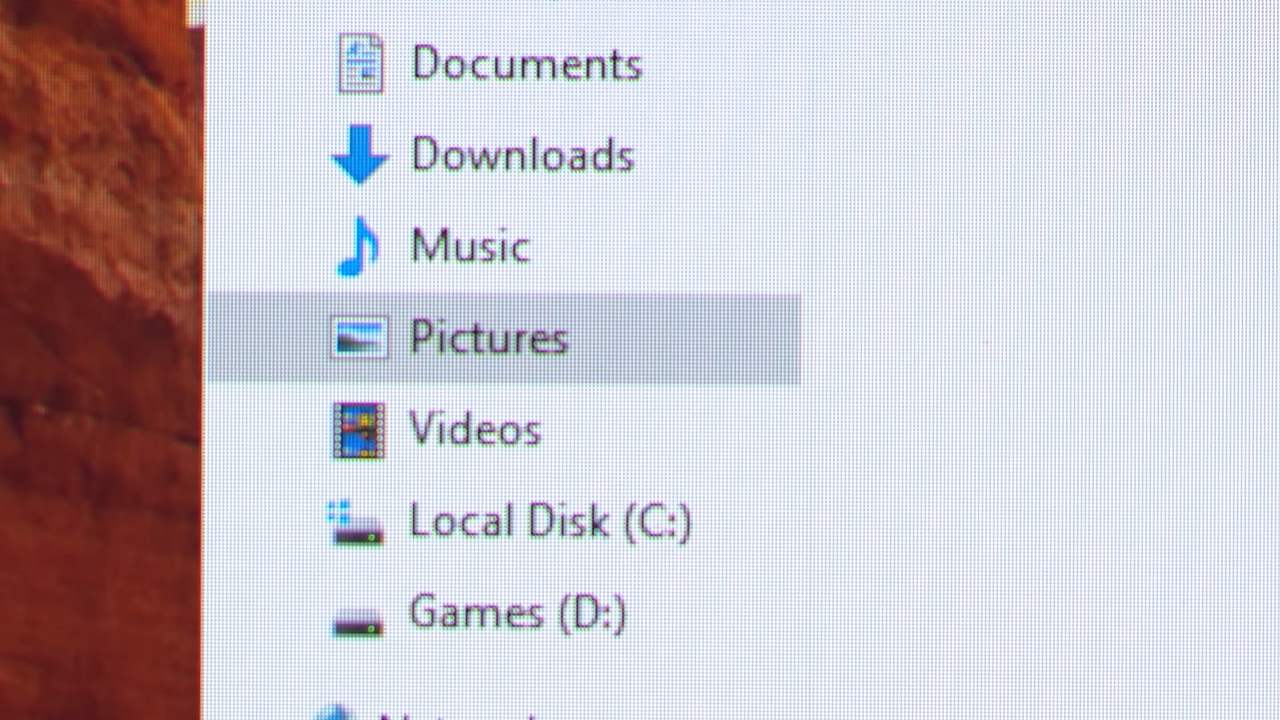 Documents
Downloads
Music
Pictures
Videos
Local Disk (C:)
Games (D:)